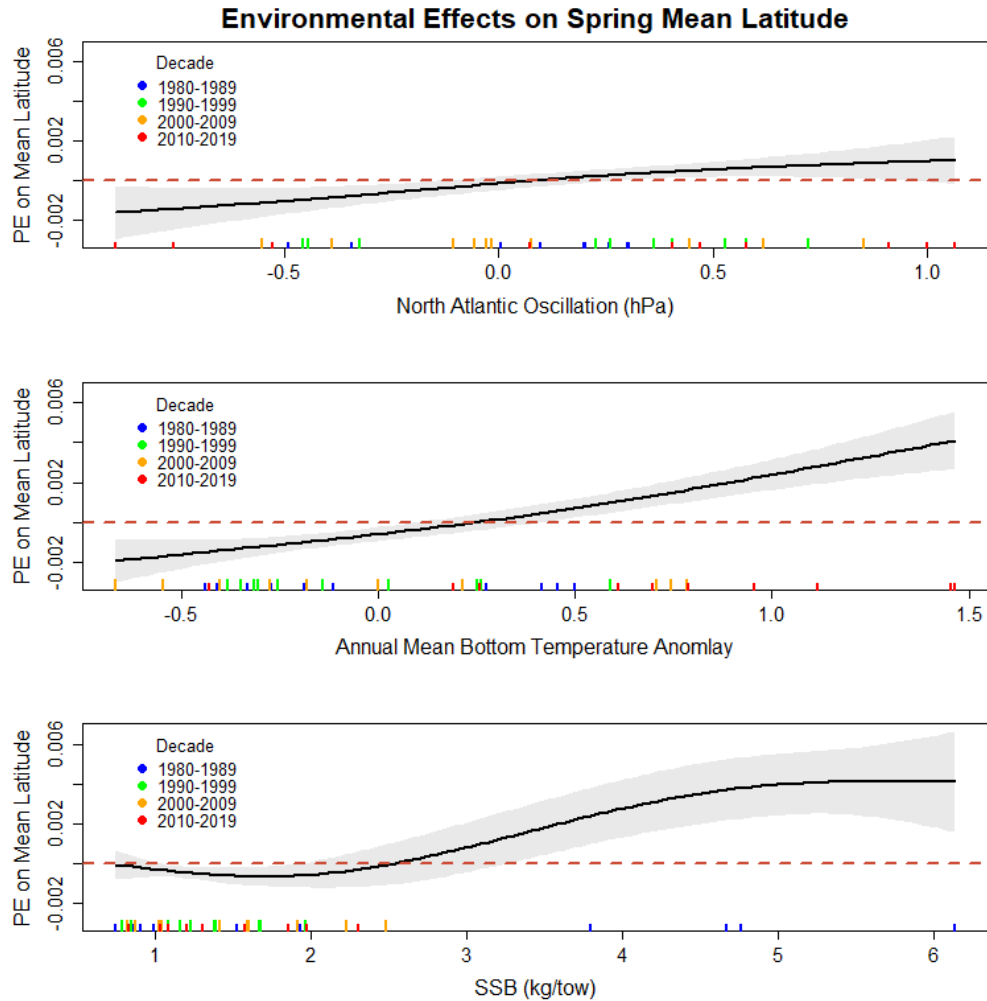 Environmental Effects on Spring Mean Latitude
PE on Mean Latitude
-0.002 0.002 0.006
Decade
1980-1989
1990-1999
2000-2009
2010-2019
-0.5 0.0 0.5 1.0
North Atlantic Oscillation (hPa)
PE on Mean Latitude
-0.002 0.002 0.006
Decade
1980-1989
1990-1999
2000-2009
2010-2019
-0.5 0.0 0.5 1.0 1.5
Annual Mean Bottom Temperature Anomlay
PE on Mean Latitude
-0.002 0.002 0.006
Decade
1980-1989
1990-1999
2000-2009
2010-2019
1 2 3 4 5 6
SSB (kg/tow)